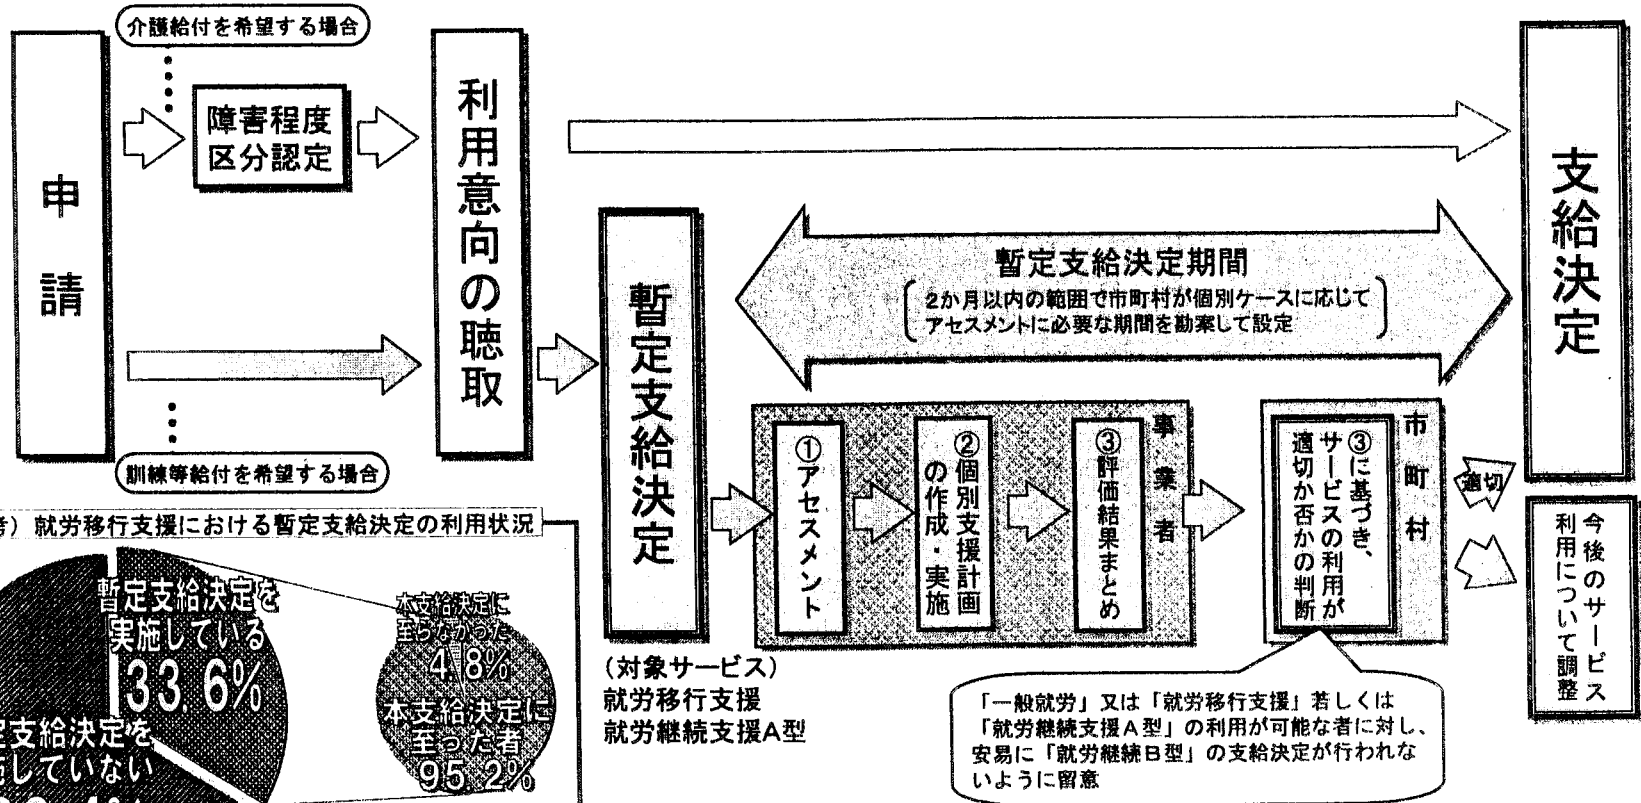 介護給付を希望する場合
申請
障害程度
区分認定
利用意向の聴取
訓練等給付を希望する場合
暫定支給決定
(対象サービス)
就労移行支援
就労継続支援A型
暫定支給決定期間
2か月以内の範囲で市町村が個別ケースに応じて
アセスメントに必要な期間を勘案して設定
事業者
①アセスメント
②個別支援計画
の作成・実施
③評価結果まとめ
市町村
③に基づき、
サービスの利用が
適切か否かの判断
適切
支給決定
今後のサービス
利用について調整
「一般就労」又は「就労移行支援」若しくは
「就労継続支援A型」の利用が可能な者に対し、
安易に「就労継続B型」の支給決定が行われな
いように留意
考) 就労移行支援における暫定支給決定の利用状況
暫定支給決定を
実施している
33.6%
定支給決定を
施していない
本支給決定に
至らなかった
4.8%
本支給決定に
至った者
95.2%